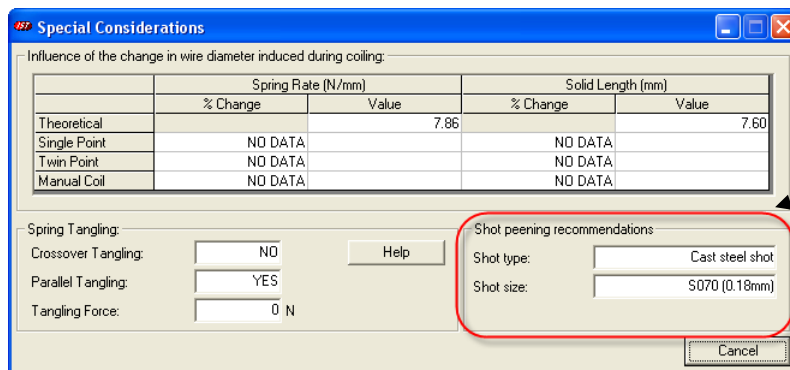 IST Special Considerations
Influence of the change in wire diameter induced during coiling:
Spring Rate (N/mm) Solid Length (mm)
% Change Value % Change Value
Theoretical 7.86 7.60
Single Point NO DATA NO DATA
Twin Point NO DATA NO DATA
Manual Coil NO DATA NO DATA
Spring Tangling: Shot peening recommendations
Crossover Tangling: NO Help Shot type: Cast steel shot
Parallel Tangling: YES Shot size: S070 (0.18mm)
Tangling Force: 0 N
Cancel